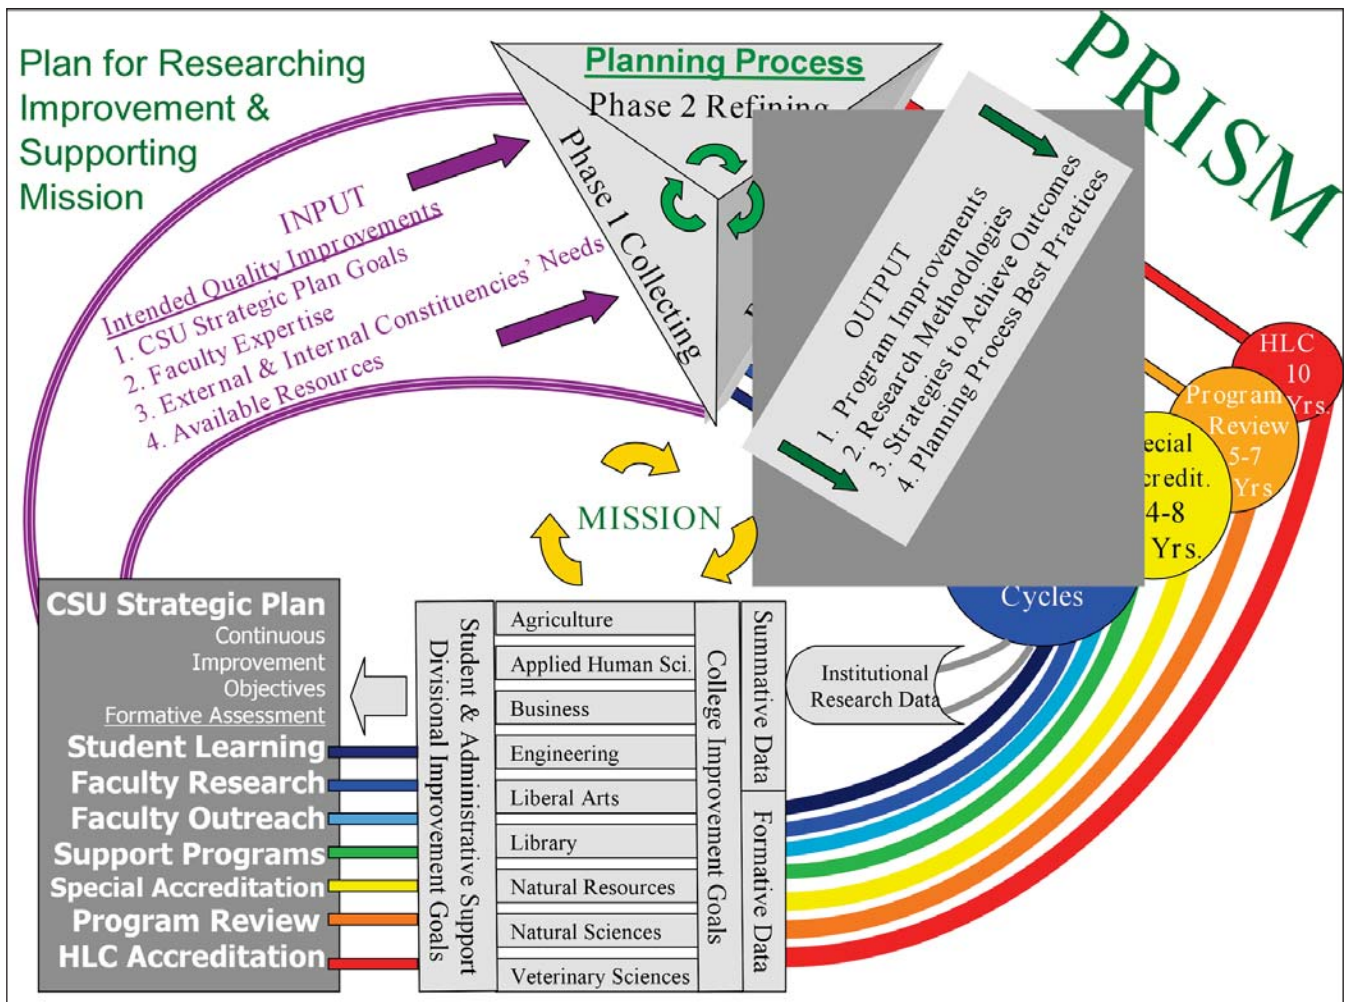 Plan for Researching
Improvement &
Supporting
Mission
PRISM
Planning Process
Phase 2 Refining
Phase 1 Collecting
INPUT
Intended Quality Improvements
1. CSU Strategic Plan Goals
2. Faculty Expertise
3. External & Internal Constituencies' Needs
4. Available Resources
OUTPUT
1. Program Improvements
2. Research Methodologies
3. Strategies to Achieve Outcomes
4. Planning Process Best Practices
HLC
10
Yrs.
Program
Review
5-7
Yrs
ecial
credit.
4-8
Yrs.
Cycles
MISSION
CSU Strategic Plan
Continuous
Improvement
Objectives
Formative Assessment
Student Learning
Faculty Research
Faculty Outreach
Support Programs
Special Accreditation
Program Review
HLC Accreditation
Student & Administrative Support
Divisional Improvement Goals
Agriculture
Applied Human Sci.
Business
Engineering
Liberal Arts
Library
Natural Resources
Natural Sciences
Veterinary Sciences
College Improvement Goals
Summative Data
Formative Data
Institutional
Research Data